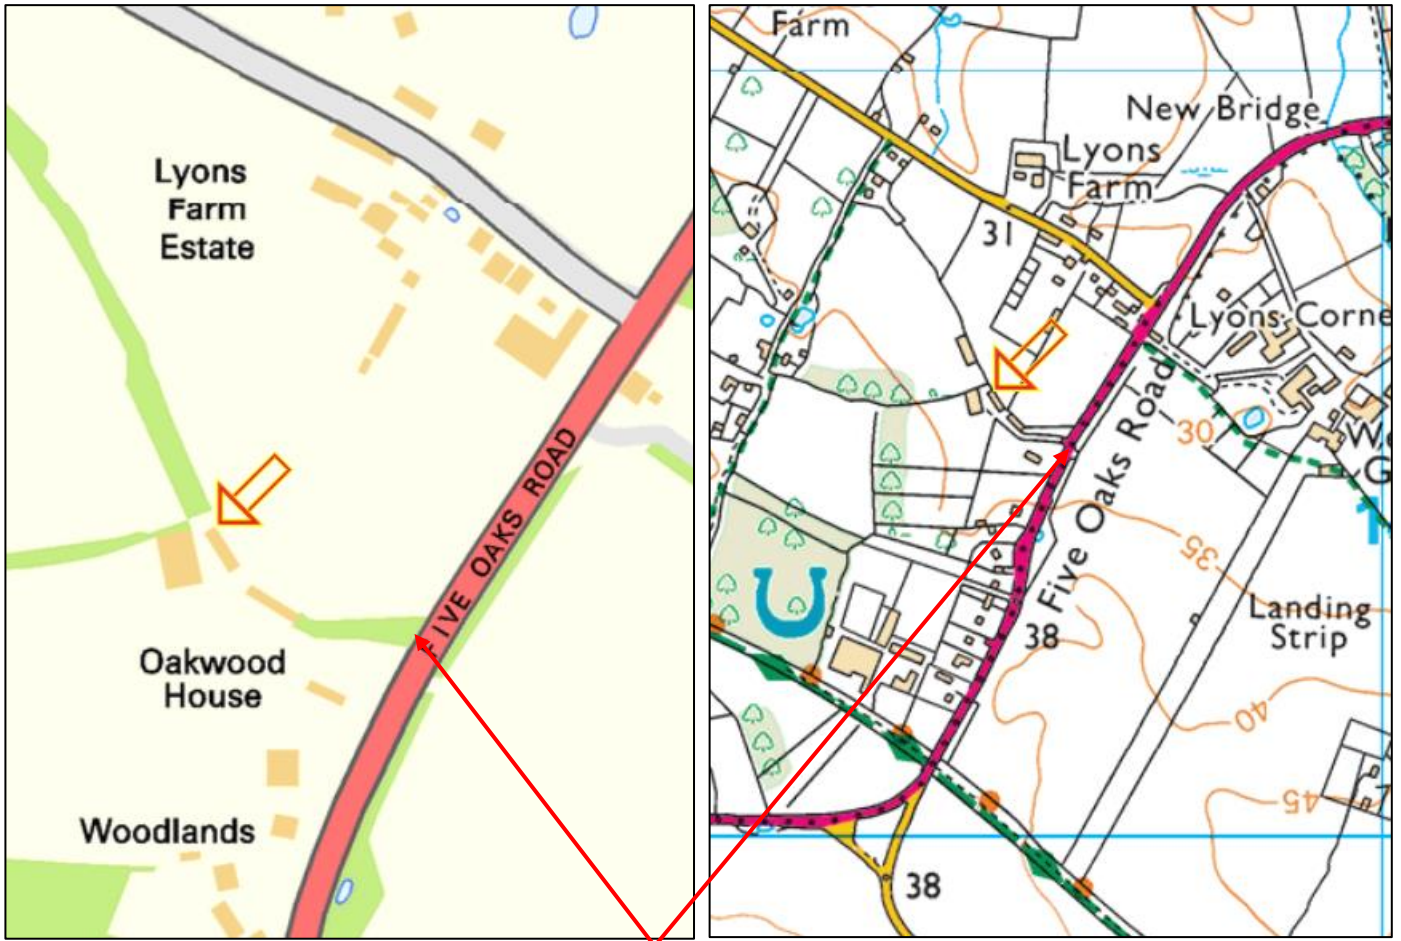 Lyons
Farm
Estate
FIVE OAKS ROAD
Oakwood
House
Woodlands
Farm
New Bridge
Lyons
Farm
31
Lyons Corne
30
We
G
Five Oaks Road
35
38
Landing
Strip
40
45
38